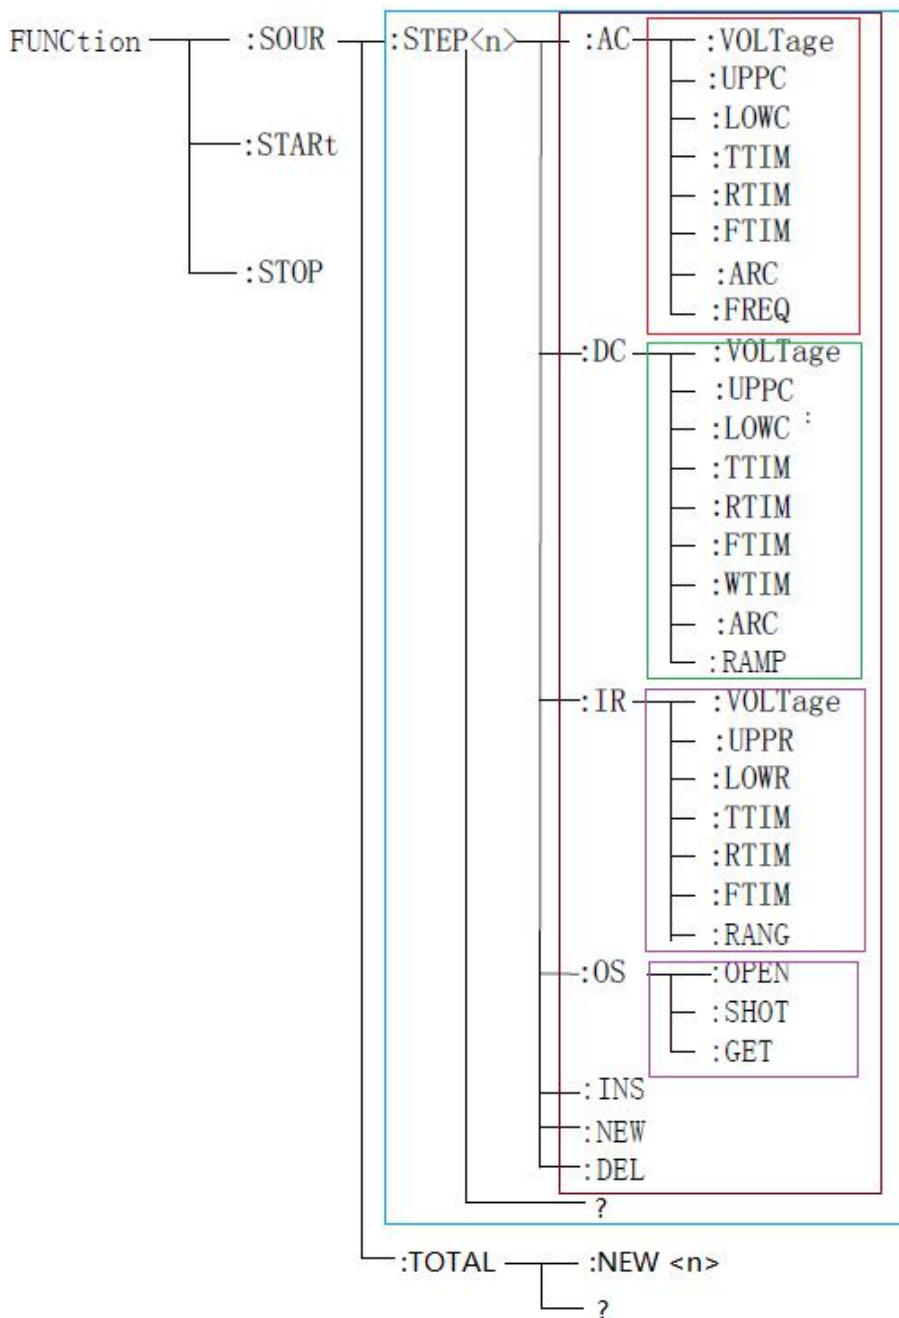 FUNCtion :SOUR :STEP<n> :AC :VOLTage
:UPPC
:LOWC
:STARt :TTIM
:RTIM
:FTIM
:STOP :ARC
:FREQ
:DC :VOLTage
:UPPC
:LOWC :
:TTIM
:RTIM
:FTIM
:WTIM
:ARC
:RAMP
:IR :VOLTage
:UPPR
:LOWR
:TTIM
:RTIM
:FTIM
:RANG
:OS :OPEN
:SHOT
:GET
:INS
:NEW
:DEL
?
:TOTAL :NEW <n>
?